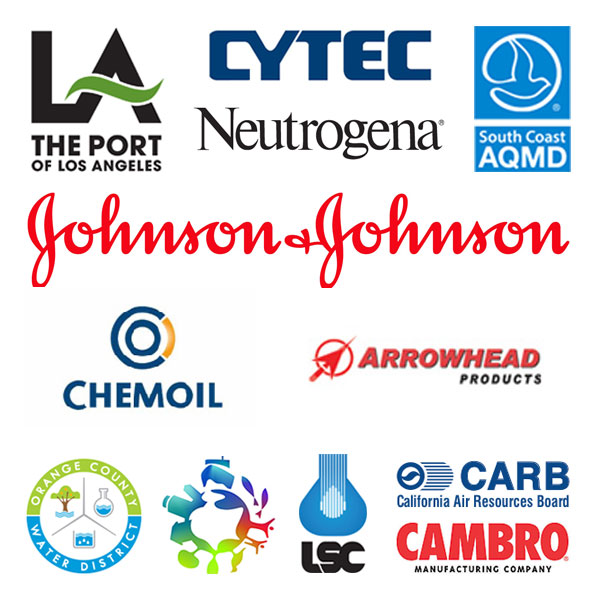 LA
THE PORT
OF LOS ANGELES
CYTEC
Neutrogena®
®
South Coast
AQMD
Johnson & Johnson
CHEMOIL
ARROWHEAD
PRODUCTS
ORANGE COUNTY
WATER DISTRICT
LSC
CARB
California Air Resources Board
CAMBRO®
MANUFACTURING COMPANY